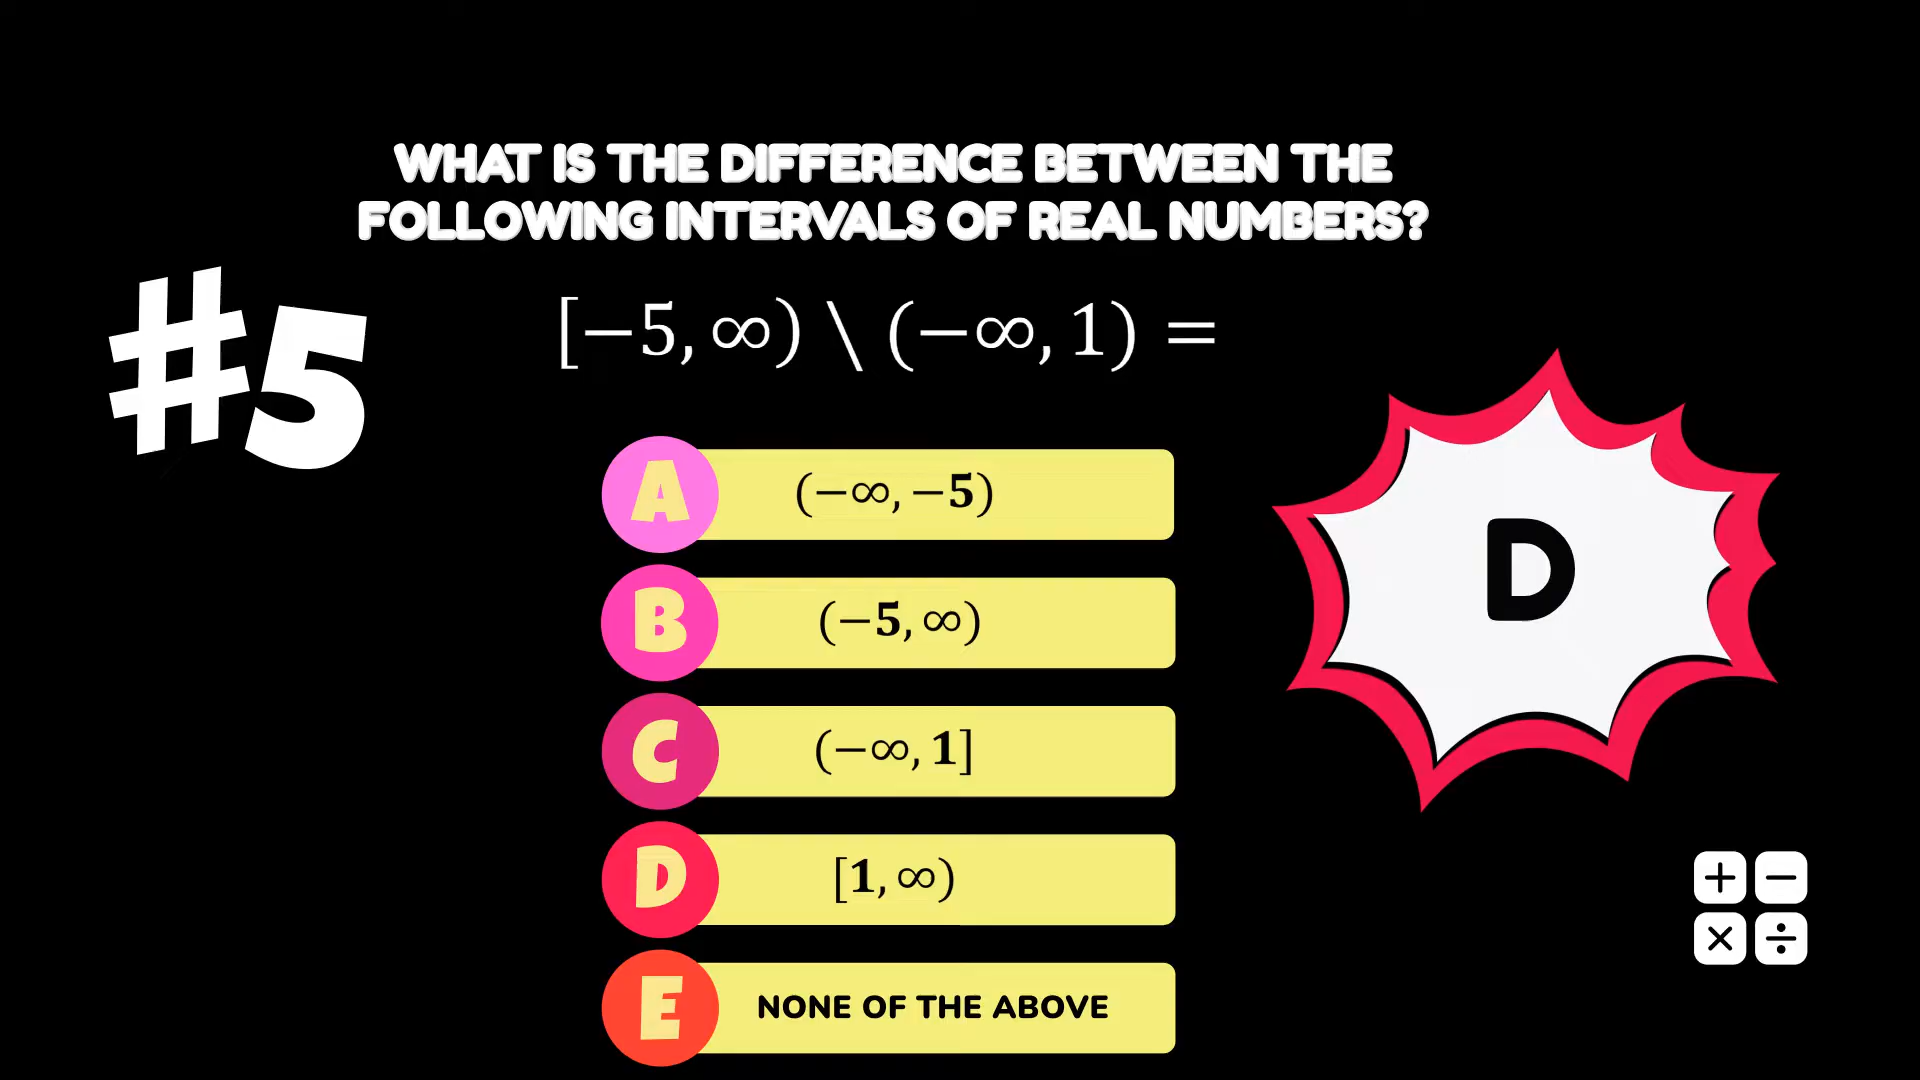 WHAT IS THE DIFFERENCE BETWEEN THE
FOLLOWING INTERVALS OF REAL NUMBERS?
#5
[−5, ∞) \ (−∞, 1) =
A (−∞, −5)
B (−5, ∞)
C (−∞, 1]
D [1, ∞)
E NONE OF THE ABOVE
D
+ −
× ÷